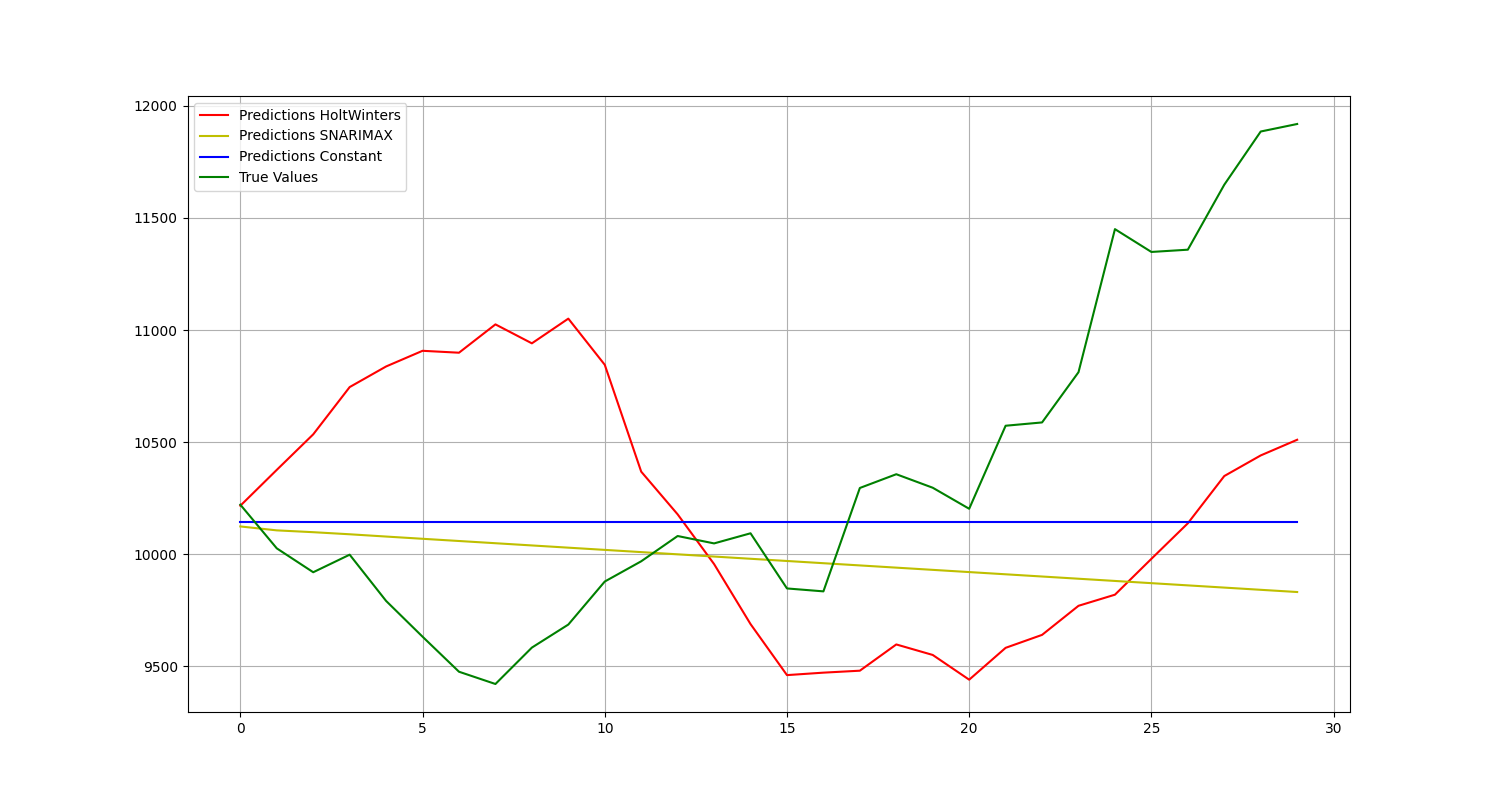 12000
11500
11000
10500
10000
9500
0 5 10 15 20 25 30
Predictions HoltWinters
Predictions SNARIMAX
Predictions Constant
True Values